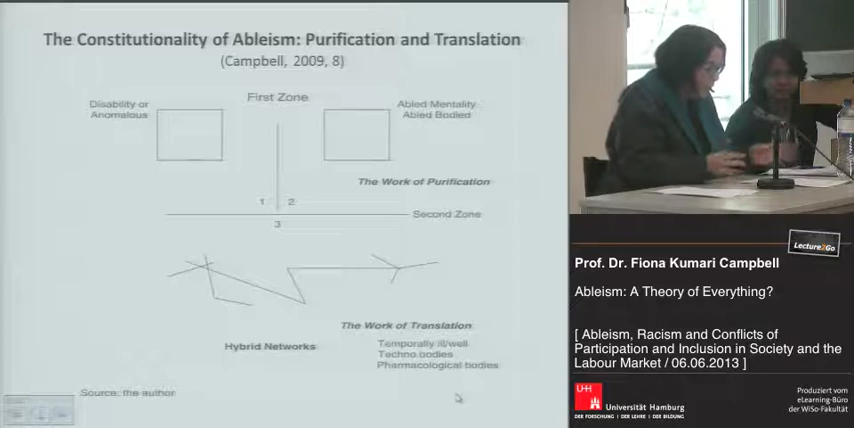 The Constitutionality of Ableism: Purification and Translation
(Campbell, 2009, 8)
First Zone
Disability or
Anomalous
Abled Mentality
Abled Bodied
The Work of Purification
1 2
Second Zone
3
The Work of Translation
Hybrid Networks
Temporally ill/well
Techno bodies
Pharmacological bodies
Source: the author
Lecture2Go
Prof. Dr. Fiona Kumari Campbell
Ableism: A Theory of Everything?
[ Ableism, Racism and Conflicts of
Participation and Inclusion in Society and the
Labour Market / 06.06.2013 ]
UH
Universität Hamburg
DER FORSCHUNG | DER LEHRE | DER BILDUNG
Produziert vom
eLearning-Büro
der WiSo-Fakultät